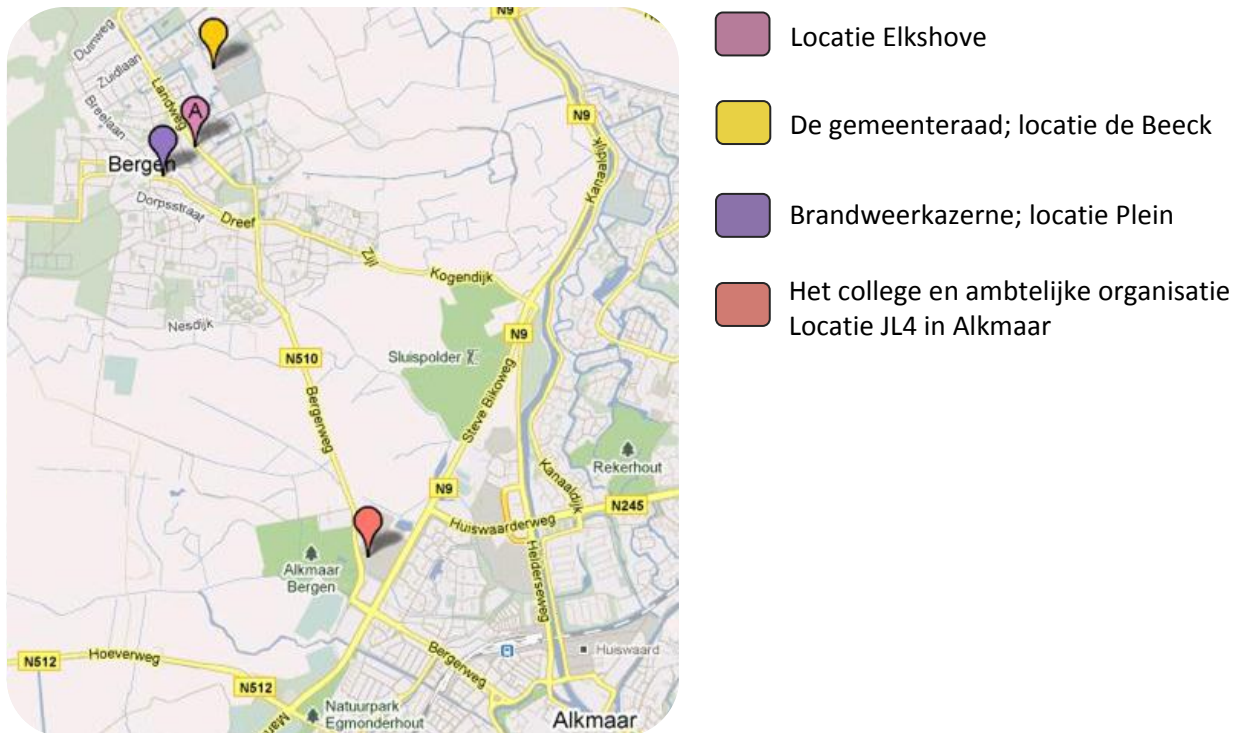 N9
Duinweg
Zuidlaan
Landweg
Breelaan
A
N9
Kanaaldijk
Bergen
Dorpsstraat
Dreef
Zijl
Kogendijk
Nesdijk
N9
N510
Sluispolder
Bergerweg
Steve Bikoweg
Rekerhout
Kanaaldijk
N9
N245
Huiswaarderweg
Helderseweg
Alkmaar
Bergen
Bergerweg
Huiswaard
N512
Hoeverweg
N512
Natuurpark
Egmonderhout
Alkmaar
Locatie Elkshove
De gemeenteraad; locatie de Beeck
Brandweerkazerne; locatie Plein
Het college en ambtelijke organisatie
Locatie JL4 in Alkmaar